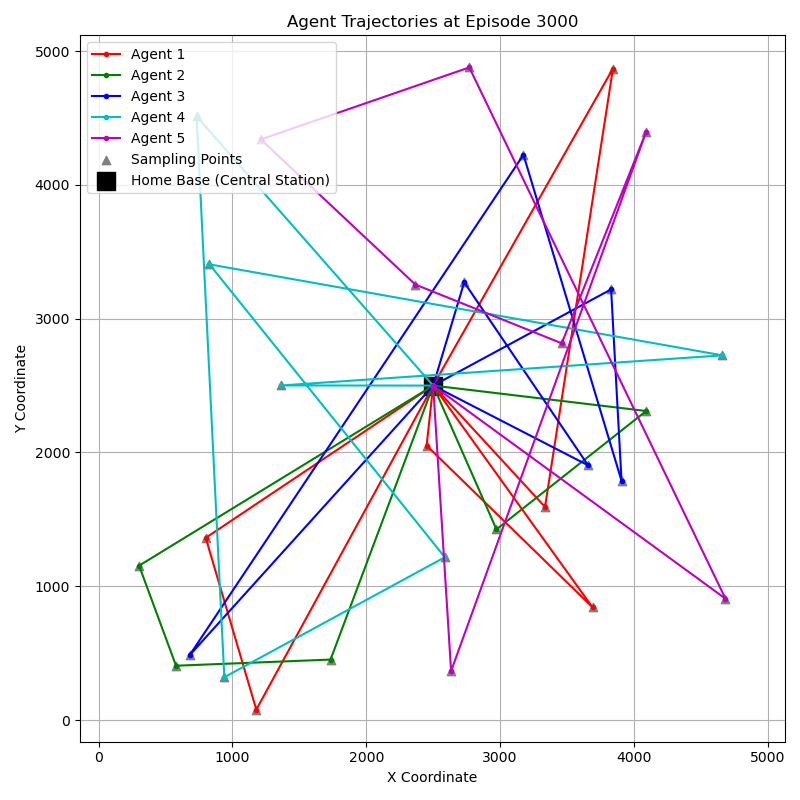 Agent Trajectories at Episode 3000
Agent 1
Agent 2
Agent 3
Agent 4
Agent 5
Sampling Points
Home Base (Central Station)
5000
4000
3000
2000
1000
0
Y Coordinate
0 1000 2000 3000 4000 5000
X Coordinate